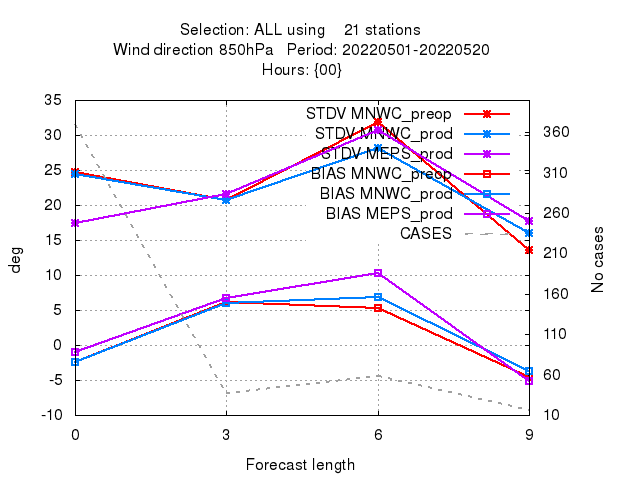 Selection: ALL using 21 stations
Wind direction 850hPa Period: 20220501-20220520
Hours: {00}
35
30
25
20
15
10
5
0
-5
-10
deg
STDV MNWC_preop
STDV MNWC_prod
STDV MEPS_prod
BIAS MNWC_preop
BIAS MNWC_prod
BIAS MEPS_prod
CASES
360
310
260
210
160
110
60
10
No cases
0 3 6 9
Forecast length